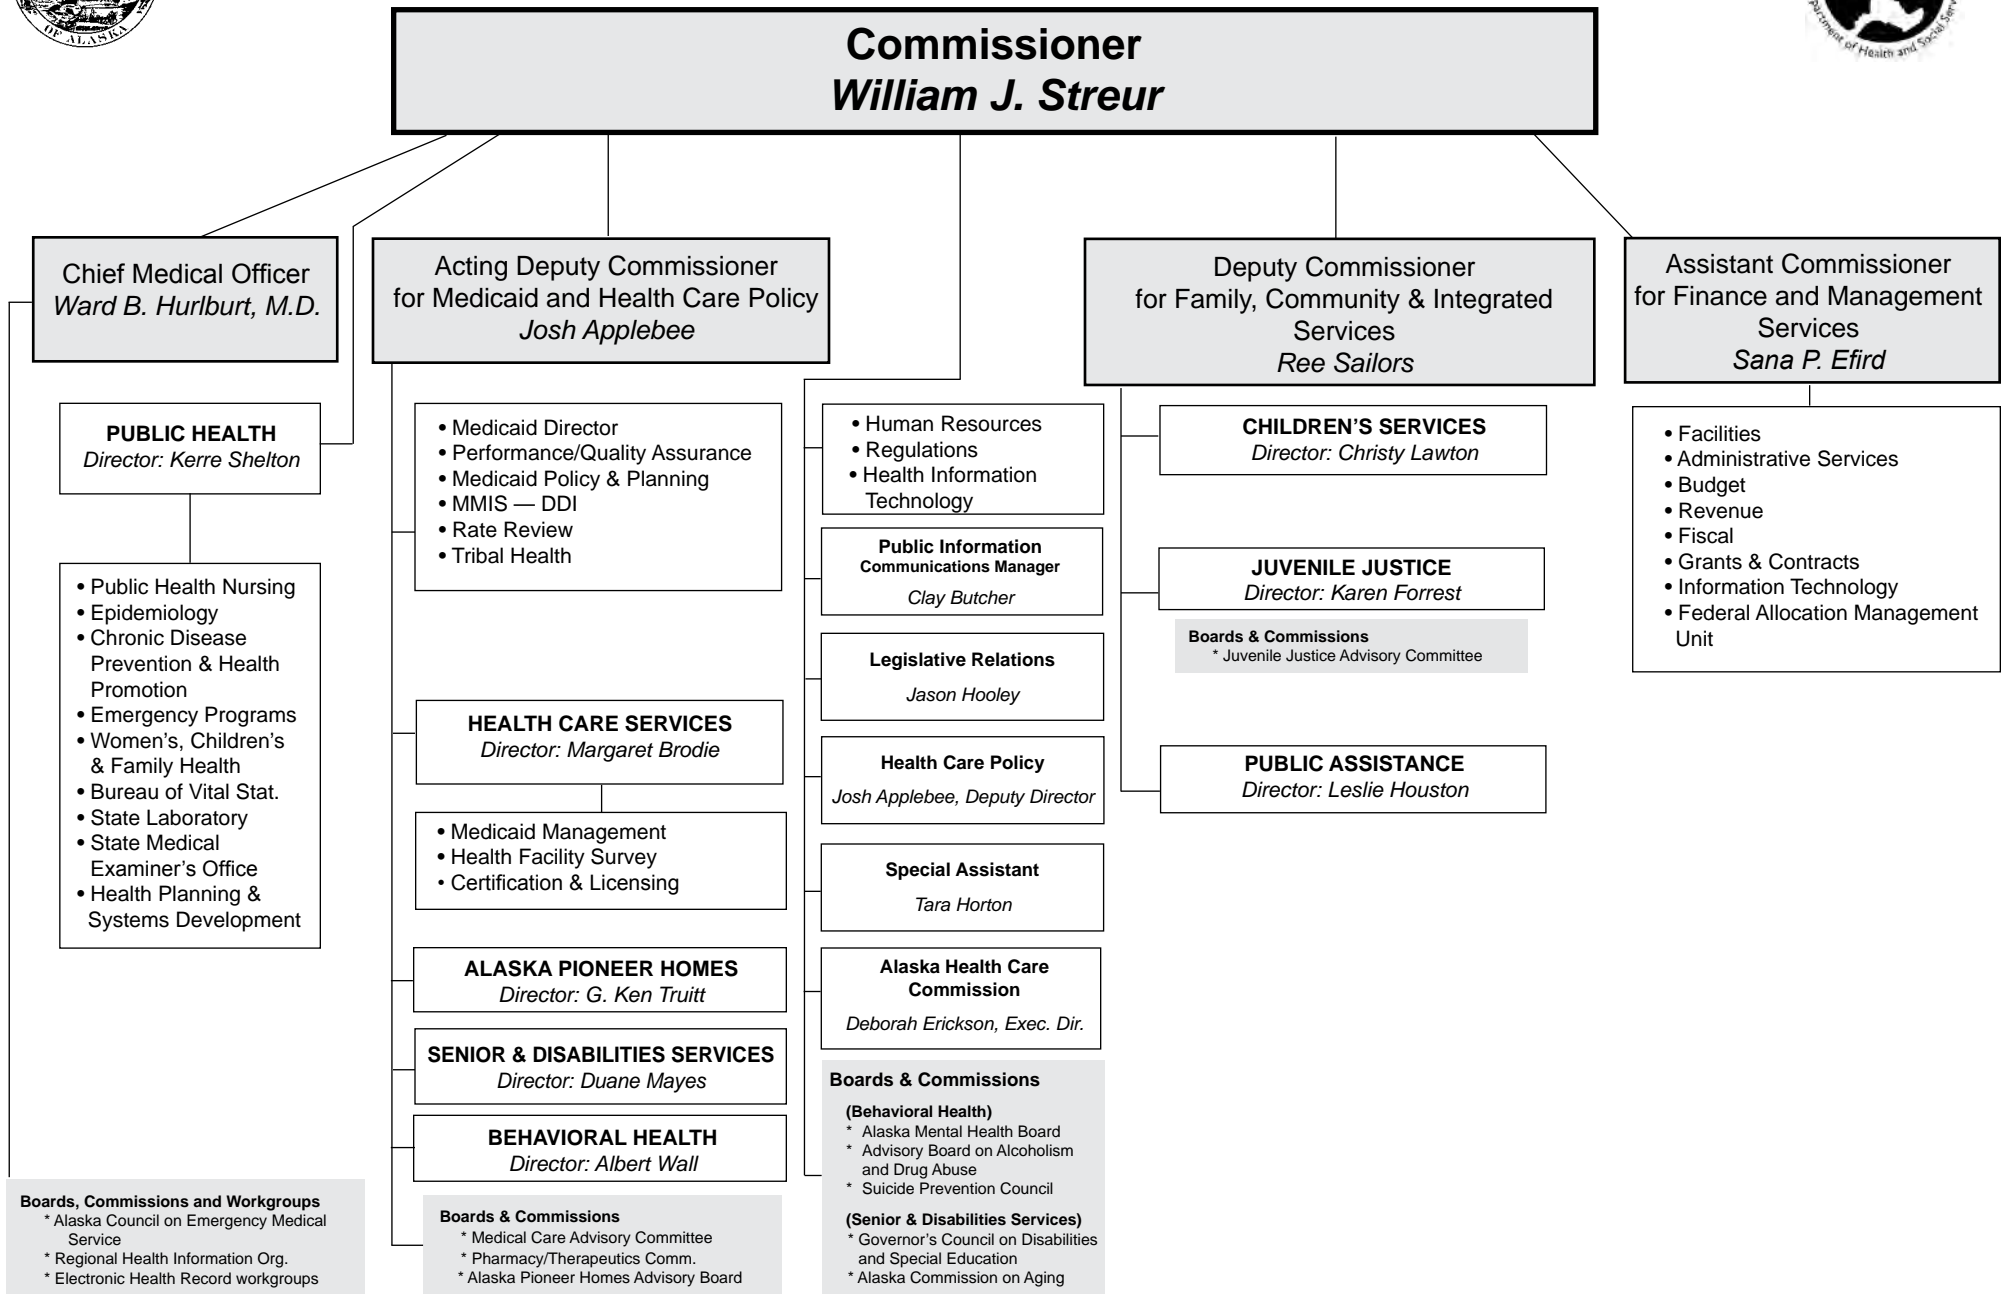 OF ALASKA
Department of Health and Social Serv
Commissioner
William J. Streur
Chief Medical Officer
Ward B. Hurlburt, M.D.
PUBLIC HEALTH
Director: Kerre Shelton
• Public Health Nursing
• Epidemiology
• Chronic Disease
Prevention & Health
Promotion
• Emergency Programs
• Women’s, Children’s
& Family Health
• Bureau of Vital Stat.
• State Laboratory
• State Medical
Examiner’s Office
• Health Planning &
Systems Development
Boards, Commissions and Workgroups
* Alaska Council on Emergency Medical
Service
* Regional Health Information Org.
* Electronic Health Record workgroups
Acting Deputy Commissioner
for Medicaid and Health Care Policy
Josh Applebee
• Medicaid Director
• Performance/Quality Assurance
• Medicaid Policy & Planning
• MMIS — DDI
• Rate Review
• Tribal Health
HEALTH CARE SERVICES
Director: Margaret Brodie
• Medicaid Management
• Health Facility Survey
• Certification & Licensing
ALASKA PIONEER HOMES
Director: G. Ken Truitt
SENIOR & DISABILITIES SERVICES
Director: Duane Mayes
BEHAVIORAL HEALTH
Director: Albert Wall
Boards & Commissions
* Medical Care Advisory Committee
* Pharmacy/Therapeutics Comm.
* Alaska Pioneer Homes Advisory Board
• Human Resources
• Regulations
• Health Information
Technology
Public Information
Communications Manager
Clay Butcher
Legislative Relations
Jason Hooley
Health Care Policy
Josh Applebee, Deputy Director
Special Assistant
Tara Horton
Alaska Health Care
Commission
Deborah Erickson, Exec. Dir.
Boards & Commissions
(Behavioral Health)
* Alaska Mental Health Board
* Advisory Board on Alcoholism
and Drug Abuse
* Suicide Prevention Council
(Senior & Disabilities Services)
* Governor’s Council on Disabilities
and Special Education
* Alaska Commission on Aging
Deputy Commissioner
for Family, Community & Integrated
Services
Ree Sailors
CHILDREN’S SERVICES
Director: Christy Lawton
JUVENILE JUSTICE
Director: Karen Forrest
Boards & Commissions
* Juvenile Justice Advisory Committee
PUBLIC ASSISTANCE
Director: Leslie Houston
Assistant Commissioner
for Finance and Management
Services
Sana P. Efird
• Facilities
• Administrative Services
• Budget
• Revenue
• Fiscal
• Grants & Contracts
• Information Technology
• Federal Allocation Management
Unit